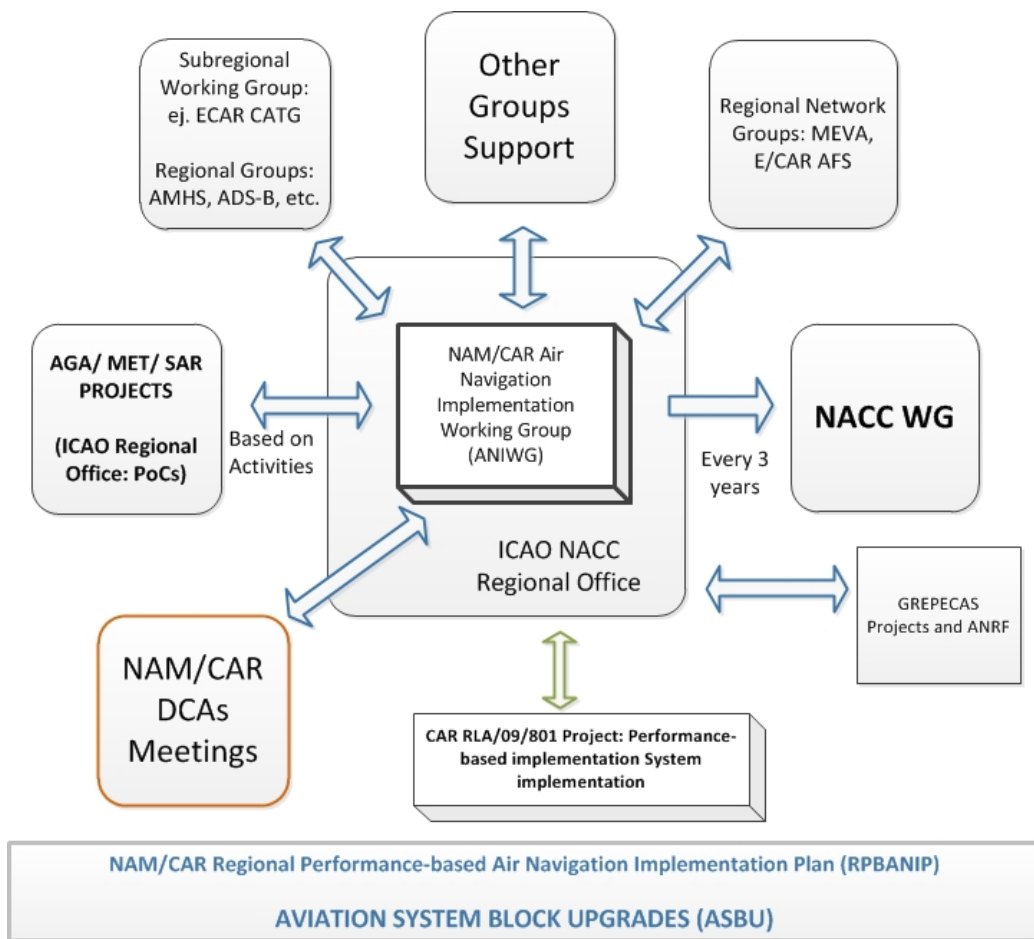 Subregional
Working Group:
ej. ECAR CATG
Regional Groups:
AMHS, ADS-B, etc.
Other
Groups
Support
Regional Network
Groups: MEVA,
E/CAR AFS
AGA/ MET/ SAR
PROJECTS
(ICAO Regional
Office: PoCs)
Based on
Activities
NAM/CAR Air
Navigation
Implementation
Working Group
(ANIWG)
Every 3
years
NACC WG
ICAO NACC
Regional Office
GREPECAS
Projects and ANRF
NAM/CAR
DCAs
Meetings
CAR RLA/09/801 Project: Performance-
based implementation System
implementation
NAM/CAR Regional Performance-based Air Navigation Implementation Plan (RPBANIP)
AVIATION SYSTEM BLOCK UPGRADES (ASBU)